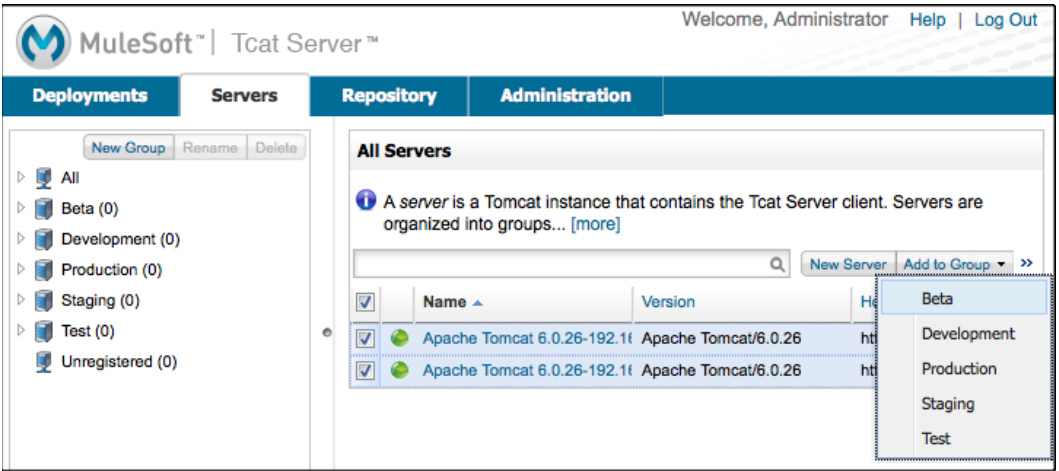 Welcome, Administrator Help | Log Out
MuleSoft™ | Tcat Server™
Deployments Servers Repository Administration
New Group Rename Delete
All
Beta (0)
Development (0)
Production (0)
Staging (0)
Test (0)
Unregistered (0)
All Servers
A server is a Tomcat instance that contains the Tcat Server client. Servers are
organized into groups... [more]
New Server Add to Group »
Name Version
Apache Tomcat 6.0.26-192.16 Apache Tomcat/6.0.26
Apache Tomcat 6.0.26-192.16 Apache Tomcat/6.0.26
Beta
Development
Production
Staging
Test